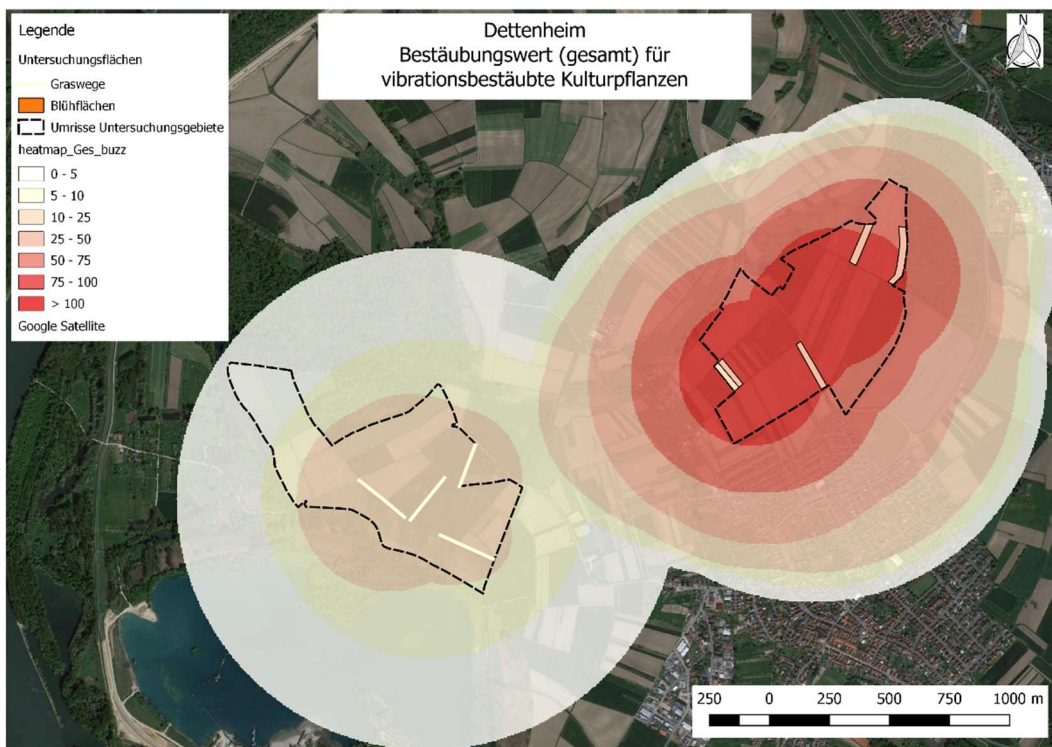 Legende
Untersuchungsflächen
Graswege
Blühflächen
Umrisse Untersuchungsgebiete
heatmap_Ges_buzz
0 - 5
5 - 10
10 - 25
25 - 50
50 - 75
75 - 100
> 100
Google Satellite
Dettenheim
Bestäubungswert (gesamt) für
vibrationsbestäubte Kulturpflanzen
N
250 0 250 500 750 1000 m